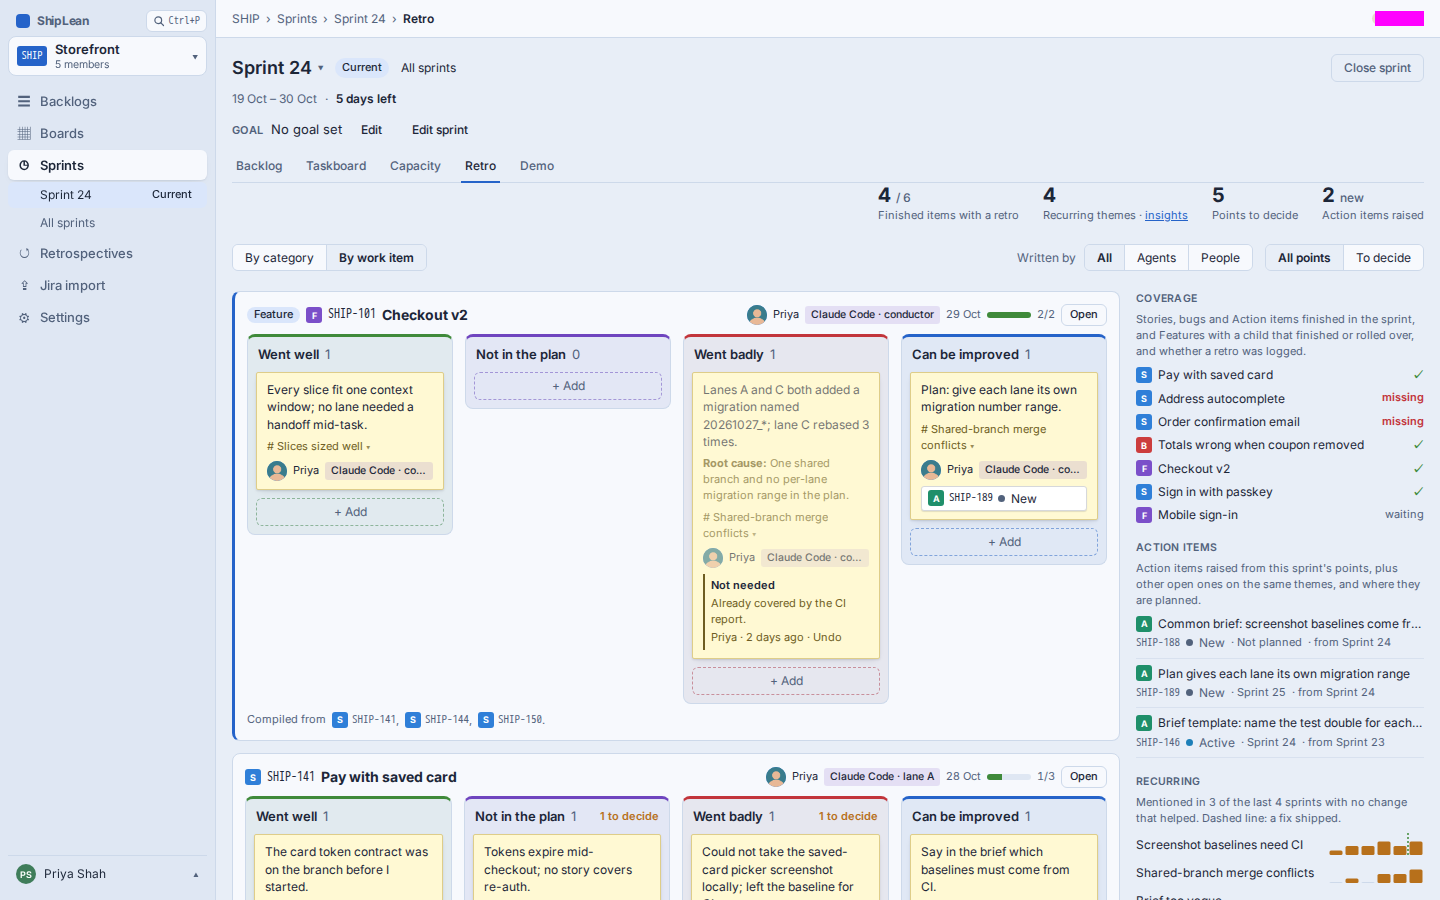 ShipLean
Ctrl+P
SHIP
Storefront
5 members
Backlogs
Boards
Sprints
Sprint 24 Current
All sprints
Retrospectives
Jira import
Settings
PS Priya Shah
SHIP › Sprints › Sprint 24 › Retro
Sprint 24 Current All sprints
Close sprint
19 Oct – 30 Oct · 5 days left
GOAL No goal set Edit Edit sprint
Backlog Taskboard Capacity Retro Demo
4 / 6
Finished items with a retro
4
Recurring themes · insights
5
Points to decide
2 new
Action items raised
By category By work item
Written by All Agents People
All points To decide
Feature F SHIP-101 Checkout v2
Priya Claude Code · conductor 29 Oct 2/2 Open
Went well 1
Every slice fit one context
window; no lane needed a
handoff mid-task.
# Slices sized well
Priya Claude Code · co...
+ Add
Not in the plan 0
+ Add
Went badly 1
Lanes A and C both added a
migration named
20261027_*; lane C rebased 3
times.
Root cause: One shared
branch and no per-lane
migration range in the plan.
# Shared-branch merge
conflicts
Priya Claude Code · co...
Not needed
Already covered by the CI
report.
Priya · 2 days ago · Undo
+ Add
Can be improved 1
Plan: give each lane its own
migration number range.
# Shared-branch merge
conflicts
Priya Claude Code · co...
A SHIP-189 New
+ Add
Compiled from S SHIP-141, S SHIP-144, S SHIP-150.
S SHIP-141 Pay with saved card
Priya Claude Code · lane A 28 Oct 1/3 Open
Went well 1
The card token contract was
on the branch before I
started.
Not in the plan 1 1 to decide
Tokens expire mid-
checkout; no story covers
re-auth.
Went badly 1 1 to decide
Could not take the saved-
card picker screenshot
locally; left the baseline for
Can be improved 1
Say in the brief which
baselines must come from
CI.
COVERAGE
Stories, bugs and Action items finished in the sprint,
and Features with a child that finished or rolled over,
and whether a retro was logged.
S Pay with saved card ✓
S Address autocomplete missing
S Order confirmation email missing
B Totals wrong when coupon removed ✓
F Checkout v2 ✓
S Sign in with passkey ✓
F Mobile sign-in waiting
ACTION ITEMS
Action items raised from this sprint's points, plus
other open ones on the same themes, and where they
are planned.
A Common brief: screenshot baselines come fr...
SHIP-188 New · Not planned · from Sprint 24
A Plan gives each lane its own migration range
SHIP-189 New · Sprint 25 · from Sprint 24
A Brief template: name the test double for each...
SHIP-146 Active · Sprint 24 · from Sprint 23
RECURRING
Mentioned in 3 of the last 4 sprints with no change
that helped. Dashed line: a fix shipped.
Screenshot baselines need CI
Shared-branch merge conflicts